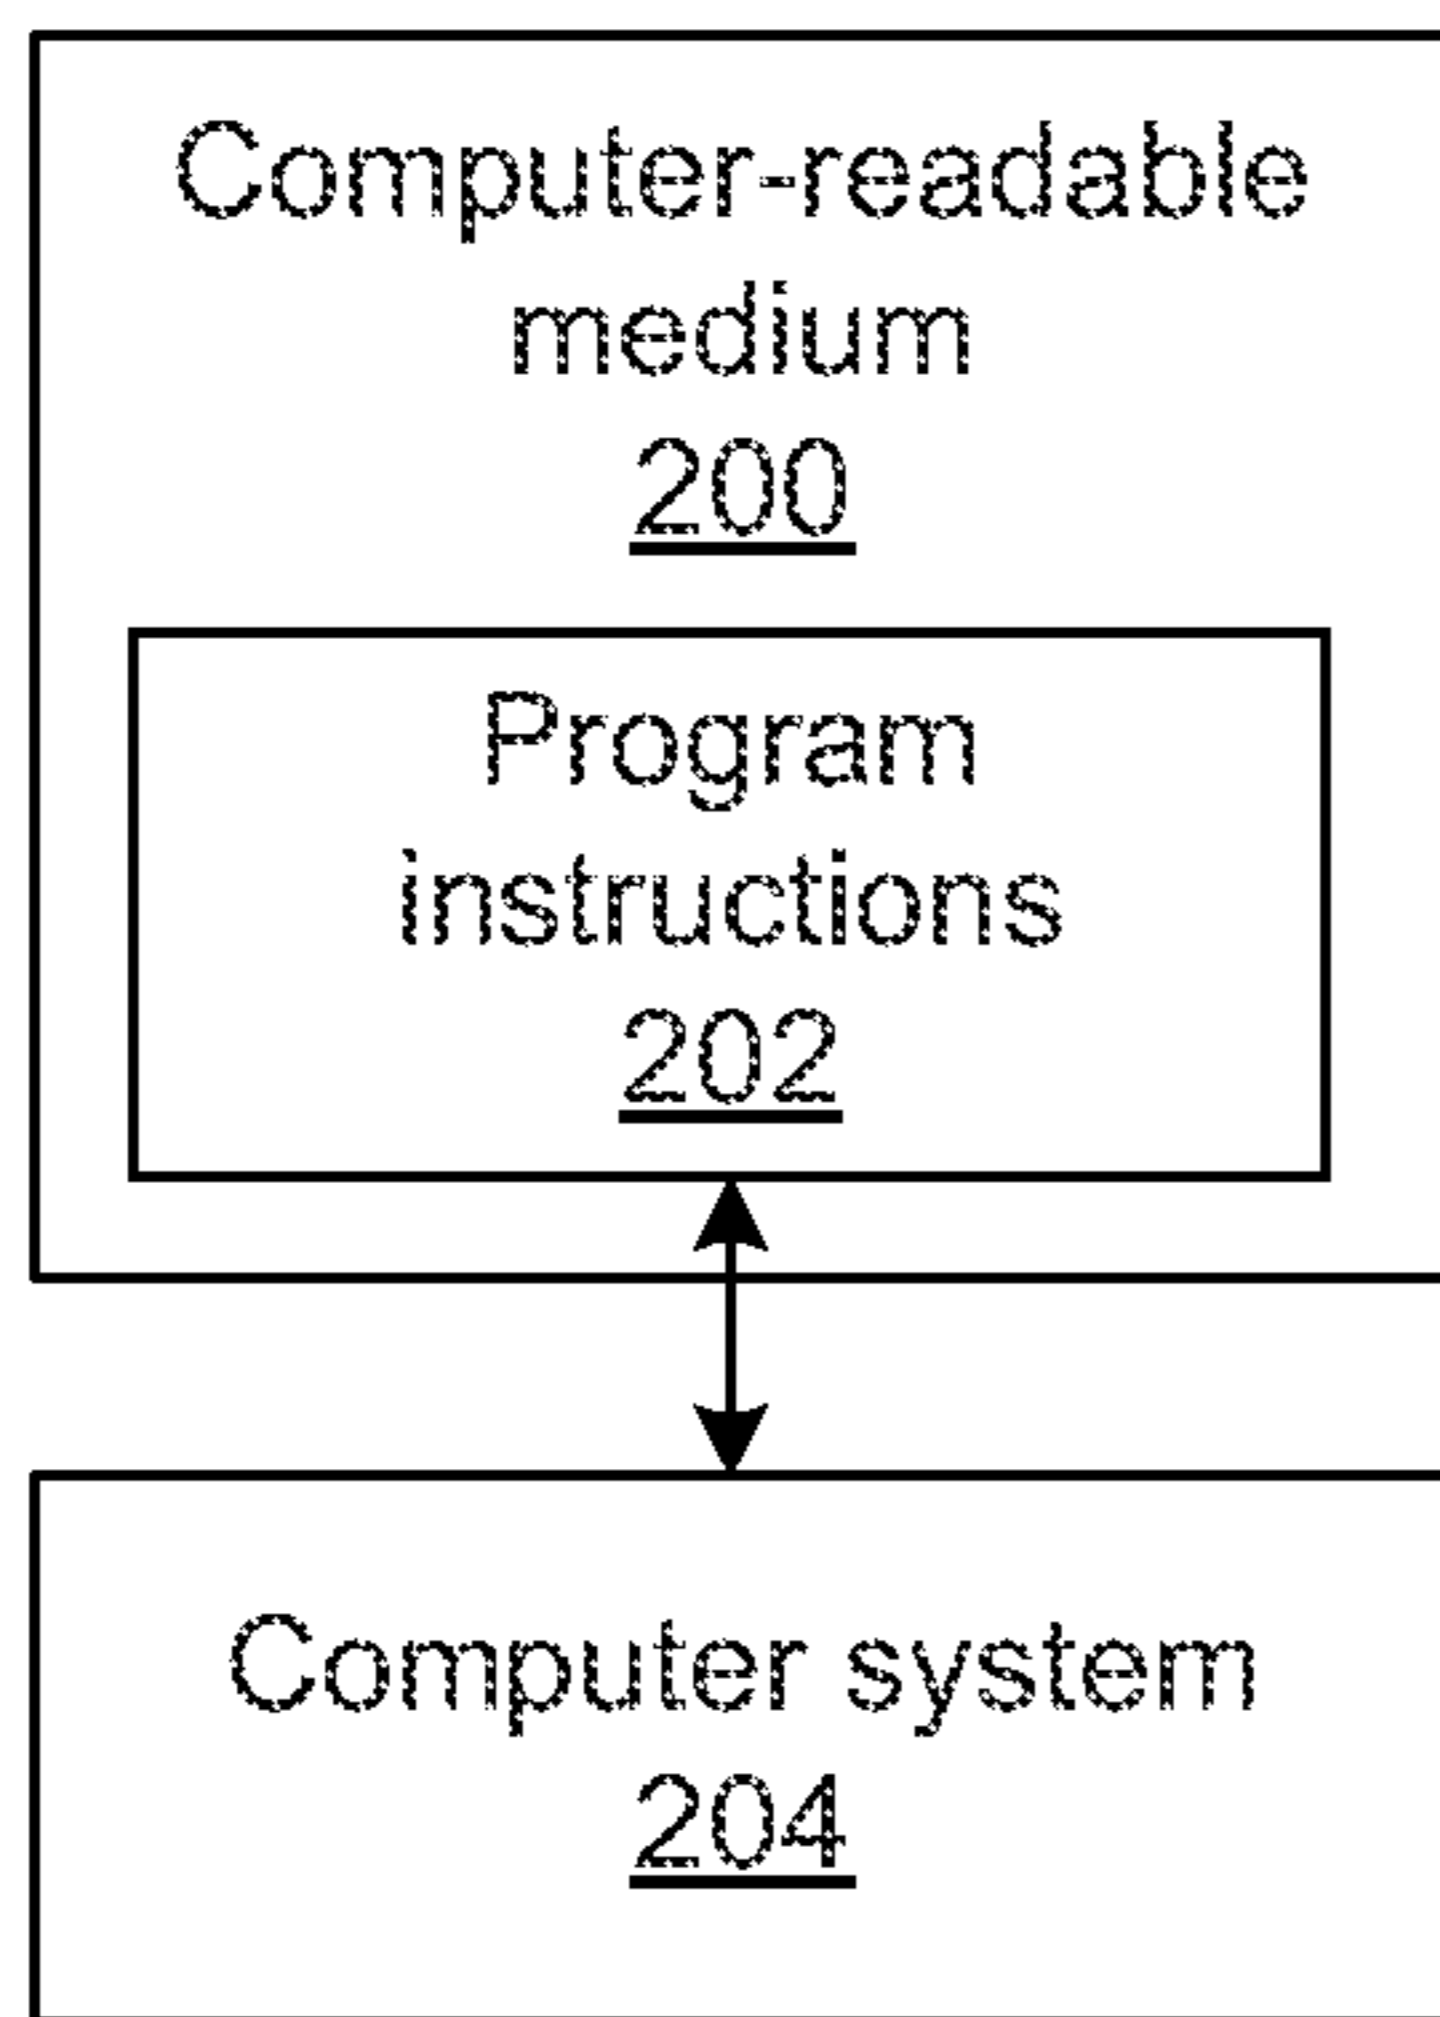 Computer-readable
medium
200
Program
instructions
202
Computer system
204